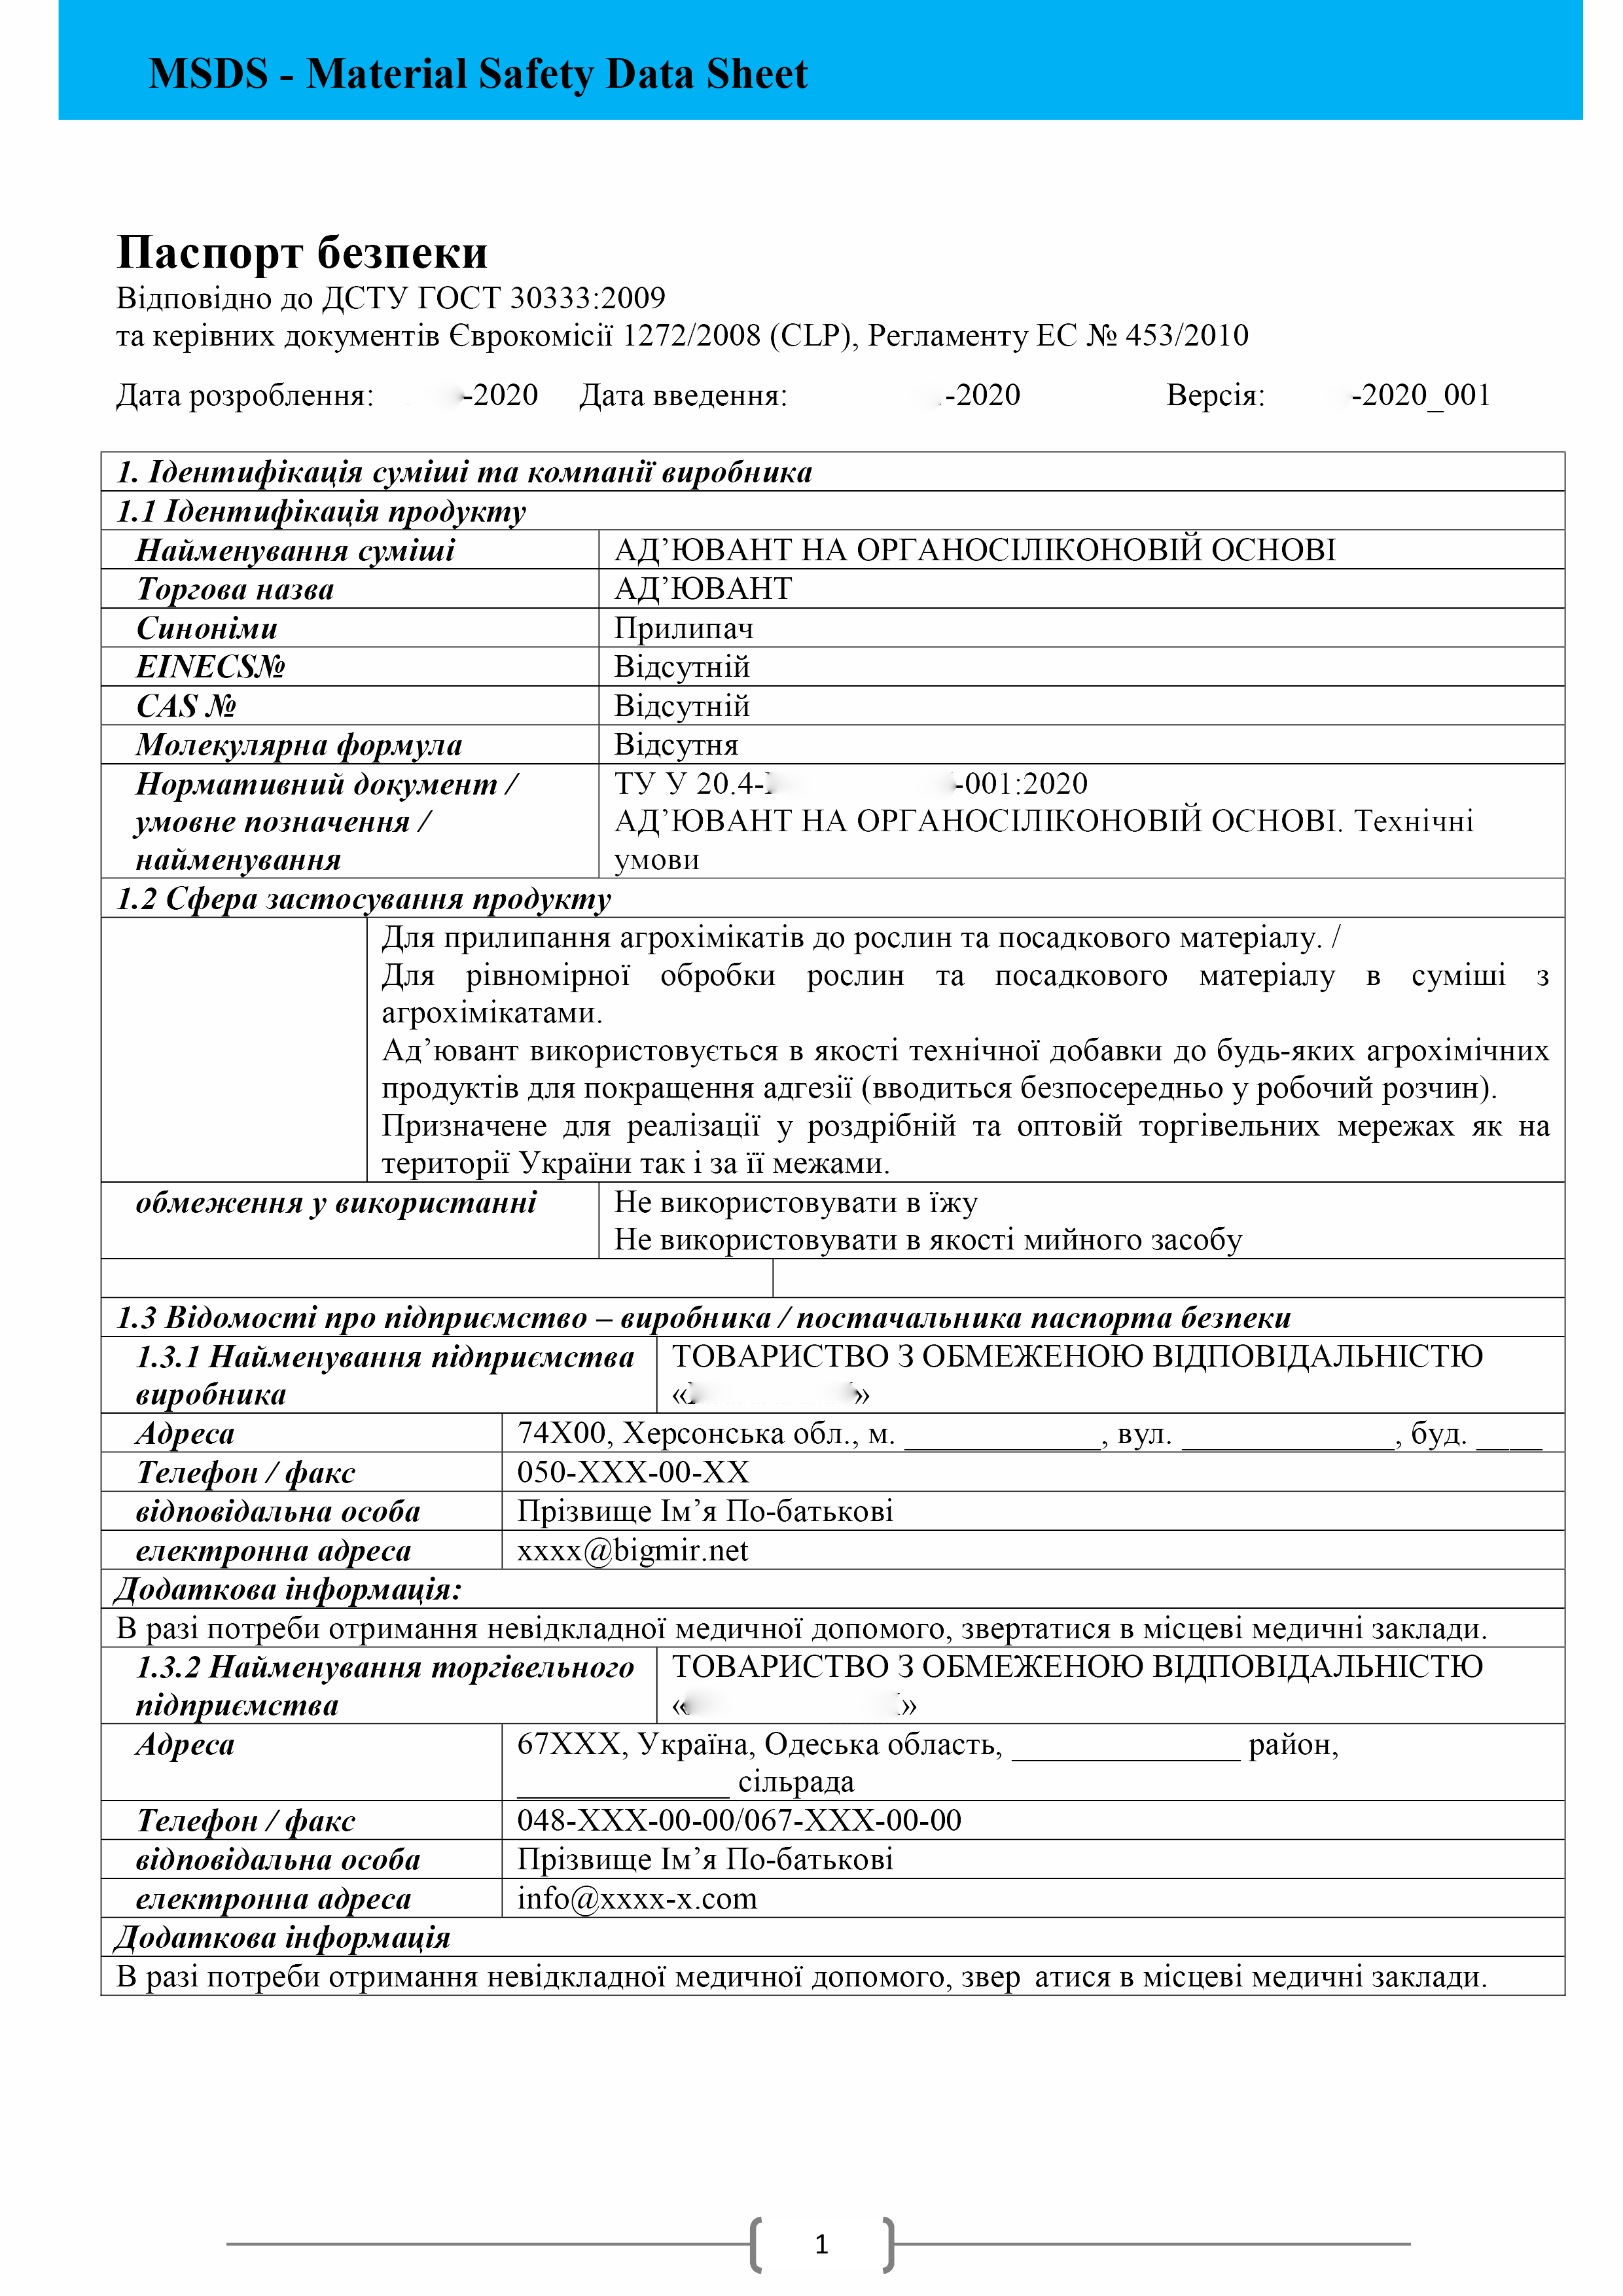 MSDS - Material Safety Data Sheet
Паспорт безпеки
Відповідно до ДСТУ ГОСТ 30333:2009
та керівних документів Єврокомісії 1272/2008 (CLP), Регламенту ЕС № 453/2010
Дата розроблення: -2020 Дата введення: -2020 Версія: -2020_001
1. Ідентифікація суміші та компанії виробника
1.1 Ідентифікація продукту
Найменування суміші АД’ЮВАНТ НА ОРГАНОСІЛІКОНОВІЙ ОСНОВІ
Торгова назва АД’ЮВАНТ
Синоніми Прилипач
EINECS№ Відсутній
CAS № Відсутній
Молекулярна формула Відсутня
Нормативний документ / ТУ У 20.4- -001:2020
умовне позначення / АД’ЮВАНТ НА ОРГАНОСІЛІКОНОВІЙ ОСНОВІ. Технічні
найменування умови
1.2 Сфера застосування продукту
Для прилипання агрохімікатів до рослин та посадкового матеріалу. /
Для рівномірної обробки рослин та посадкового матеріалу в суміші з
агрохімікатами.
Ад’ювант використовується в якості технічної добавки до будь-яких агрохімічних
продуктів для покращення адгезії (вводиться безпосередньо у робочий розчин).
Призначене для реалізації у роздрібній та оптовій торгівельних мережах як на
території України так і за її межами.
обмеження у використанні Не використовувати в їжу
Не використовувати в якості мийного засобу
1.3 Відомості про підприємство – виробника / постачальника паспорта безпеки
1.3.1 Найменування підприємства ТОВАРИСТВО З ОБМЕЖЕНОЮ ВІДПОВІДАЛЬНІСТЮ
виробника « »
Адреса 74Х00, Херсонська обл., м. ____________, вул. _____________, буд. ____
Телефон / факс 050-ХХХ-00-ХХ
відповідальна особа Прізвище Ім’я По-батькові
електронна адреса xxxx@bigmir.net
Додаткова інформація:
В разі потреби отримання невідкладної медичної допомого, звертатися в місцеві медичні заклади.
1.3.2 Найменування торгівельного ТОВАРИСТВО З ОБМЕЖЕНОЮ ВІДПОВІДАЛЬНІСТЮ
підприємства « »
Адреса 67ХХХ, Україна, Одеська область, ______________ район,
_____________ сільрада
Телефон / факс 048-ХХХ-00-00/067-ХХХ-00-00
відповідальна особа Прізвище Ім’я По-батькові
електронна адреса info@xxxx-x.com
Додаткова інформація
В разі потреби отримання невідкладної медичної допомого, звер атися в місцеві медичні заклади.
1